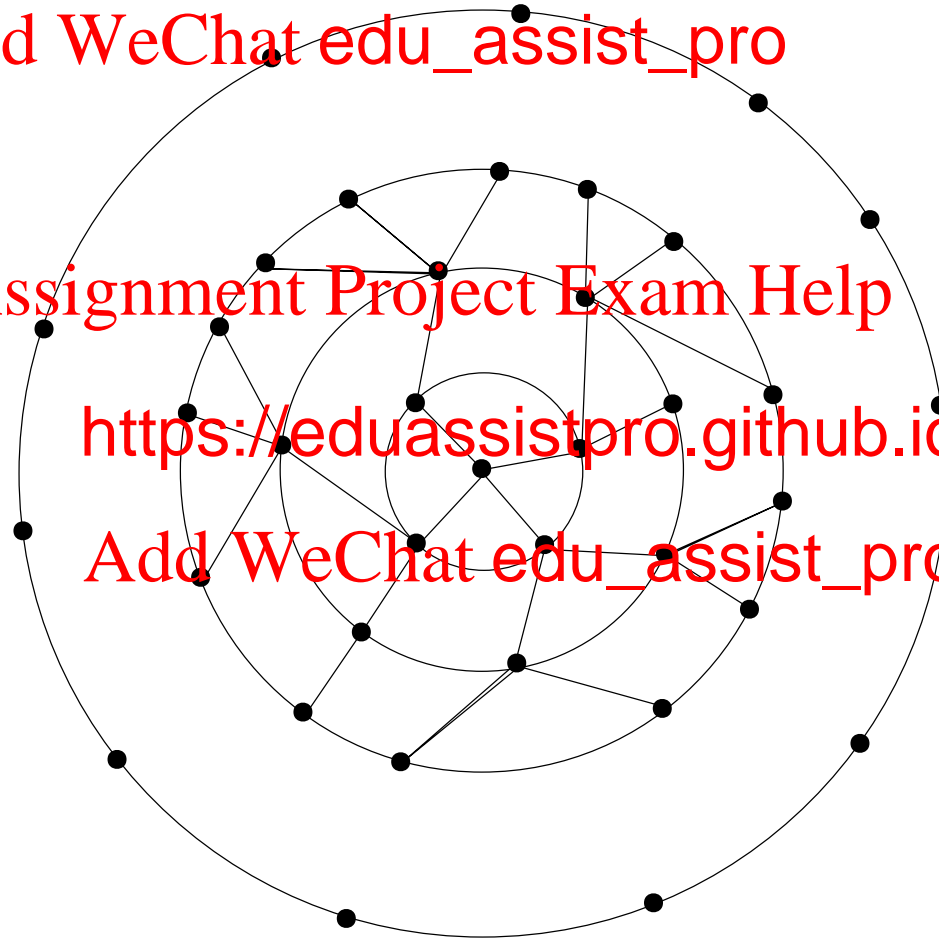 d WeChat edu_assist_pro
ssignment Project Exam Help
https://eduassistpro.github.io
Add WeChat edu_assist_pro